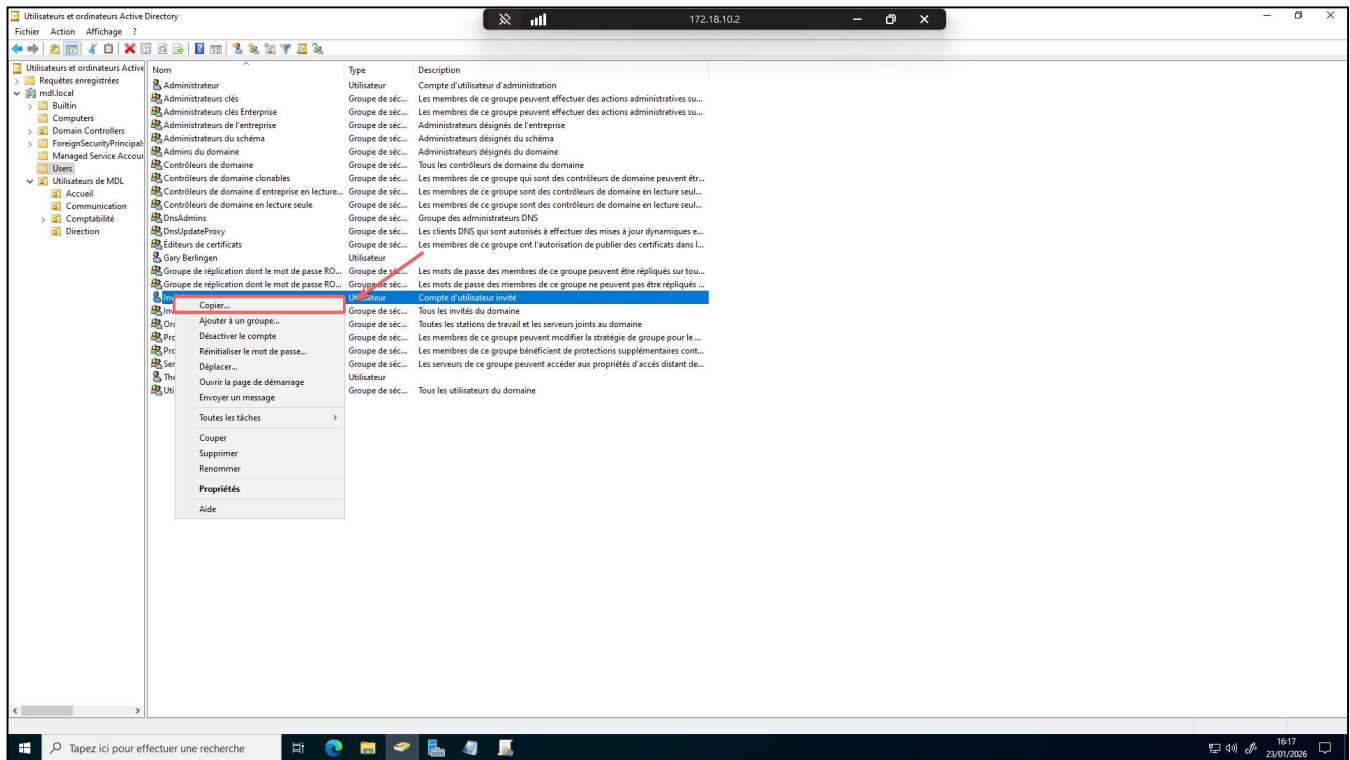 Utilisateurs et ordinateurs Active Directory
172.18.10.2
Fichier Action Affichage ?
Utilisateurs et ordinateurs Active
Requêtes enregistrées
mdl.local
Builtin
Computers
Domain Controllers
ForeignSecurityPrincipal
Managed Service Accour
Users
Utilisateurs de MDL
Accueil
Communication
Comptabilité
Direction
Nom Type Description
Administrateur Utilisateur Compte d'utilisateur d'administration
Administrateurs clés Groupe de séc... Les membres de ce groupe peuvent effectuer des actions administratives su...
Administrateurs clés Enterprise Groupe de séc... Les membres de ce groupe peuvent effectuer des actions administratives su...
Administrateurs de l'entreprise Groupe de séc... Administrateurs désignés de l'entreprise
Administrateurs du schéma Groupe de séc... Administrateurs désignés du schéma
Admins du domaine Groupe de séc... Administrateurs désignés du domaine
Contrôleurs de domaine Groupe de séc... Tous les contrôleurs de domaine du domaine
Contrôleurs de domaine clonables Groupe de séc... Les membres de ce groupe qui sont des contrôleurs de domaine peuvent êtr...
Contrôleurs de domaine d'entreprise en lecture... Groupe de séc... Les membres de ce groupe sont des contrôleurs de domaine en lecture seul...
Contrôleurs de domaine en lecture seule Groupe de séc... Les membres de ce groupe sont des contrôleurs de domaine en lecture seul...
DnsAdmins Groupe de séc... Groupe des administrateurs DNS
DnsUpdateProxy Groupe de séc... Les clients DNS qui sont autorisés à effectuer des mises à jour dynamiques e...
Éditeurs de certificats Groupe de séc... Les membres de ce groupe ont l'autorisation de publier des certificats dans l...
Gary Berlingen Utilisateur
Groupe de réplication dont le mot de passe RO... Groupe de séc... Les mots de passe des membres de ce groupe peuvent être répliqués sur tou...
Groupe de réplication dont le mot de passe RO... Groupe de séc... Les mots de passe des membres de ce groupe ne peuvent pas être répliqués ...
Inv Utilisateur Compte d'utilisateur invité
Inv Groupe de séc... Tous les invités du domaine
Ord Groupe de séc... Toutes les stations de travail et les serveurs joints au domaine
Pro Groupe de séc... Les membres de ce groupe peuvent modifier la stratégie de groupe pour le ...
Pro Groupe de séc... Les membres de ce groupe bénéficient de protections supplémentaires cont...
Ser Groupe de séc... Les serveurs de ce groupe peuvent accéder aux propriétés d'accès distant de...
The Utilisateur
Uti Groupe de séc... Tous les utilisateurs du domaine
Copier...
Ajouter à un groupe...
Désactiver le compte
Réinitialiser le mot de passe...
Déplacer...
Ouvrir la page de démarrage
Envoyer un message
Toutes les tâches
Couper
Supprimer
Renommer
Propriétés
Aide
Tapez ici pour effectuer une recherche
16:17
23/01/2026